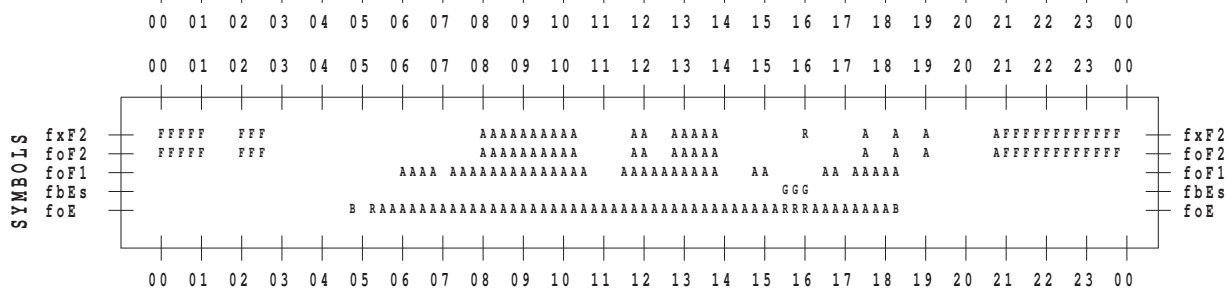 00 01 02 03 04 05 06 07 08 09 10 11 12 13 14 15 16 17 18 19 20 21 22 23 00
00 01 02 03 04 05 06 07 08 09 10 11 12 13 14 15 16 17 18 19 20 21 22 23 00
SYMBOLS
fxF2 FFFFF FFF AAAAAAAAAA AA AAAAA R A A A AFFFFFFFFFFFF fxF2
foF2 FFFFF FFF AAAAAAAAAA AA AAAAA A A A AFFFFFFFFFFFF foF2
foF1 AAAA AAAAAAAAAAAAAA AAAAAAAAAA AA AA AAAAA foF1
fbEs GGG fbEs
foE B RAAAAAAAAAAAAAAAAAAAAAAAAAAAAAAAAAAAAAAAARRRAAAAAAAAB foE
00 01 02 03 04 05 06 07 08 09 10 11 12 13 14 15 16 17 18 19 20 21 22 23 00